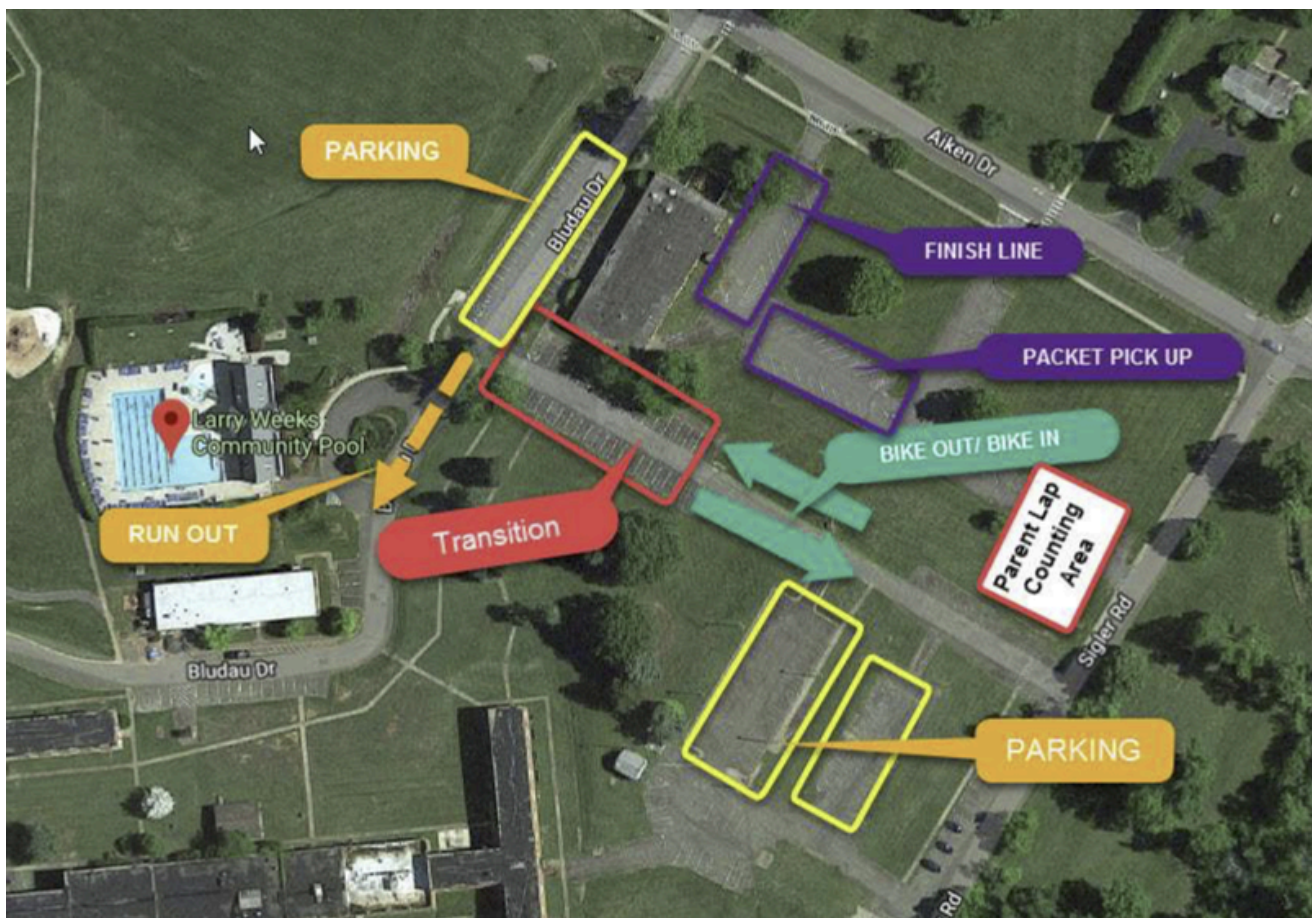 Aiken Dr
PARKING
Bludau Dr
FINISH LINE
PACKET PICK UP
Larry Weeks
Community Pool
BIKE OUT/ BIKE IN
RUN OUT
Transition
Parent Lap
Counting
Area
Sigler Rd
Bludau Dr
PARKING
Rd